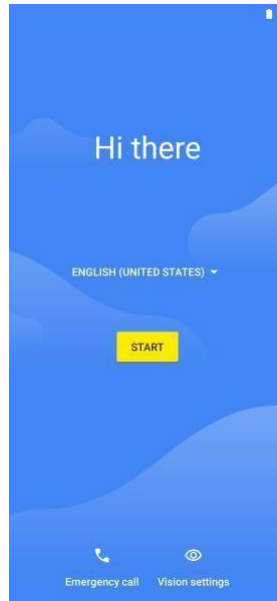 Hi there
ENGLISH (UNITED STATES)
START
Emergency call Vision settings